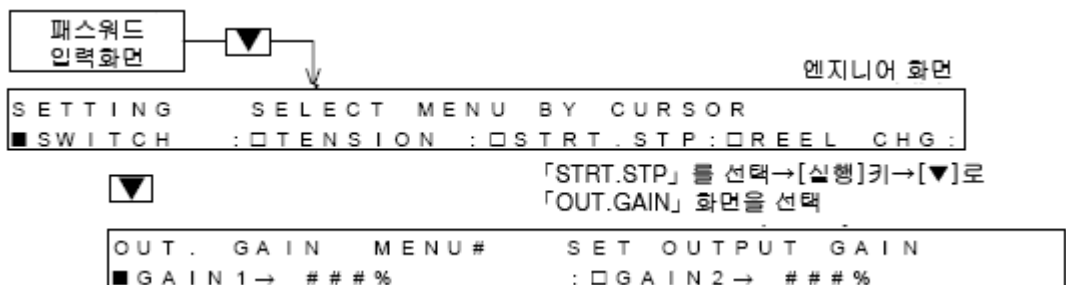 패스워드
입력화면
▼
엔지니어 화면
SETTING SELECT MENU BY CURSOR
■SWITCH :□TENSION :□STRT.STP:□REEL CHG:
▼
「STRT.STP」를 선택→[실행]키→[▼]로
「OUT.GAIN」 화면을 선택
OUT. GAIN MENU# SET OUTPUT GAIN
■GAIN1→ ###% :□GAIN2→ ###%